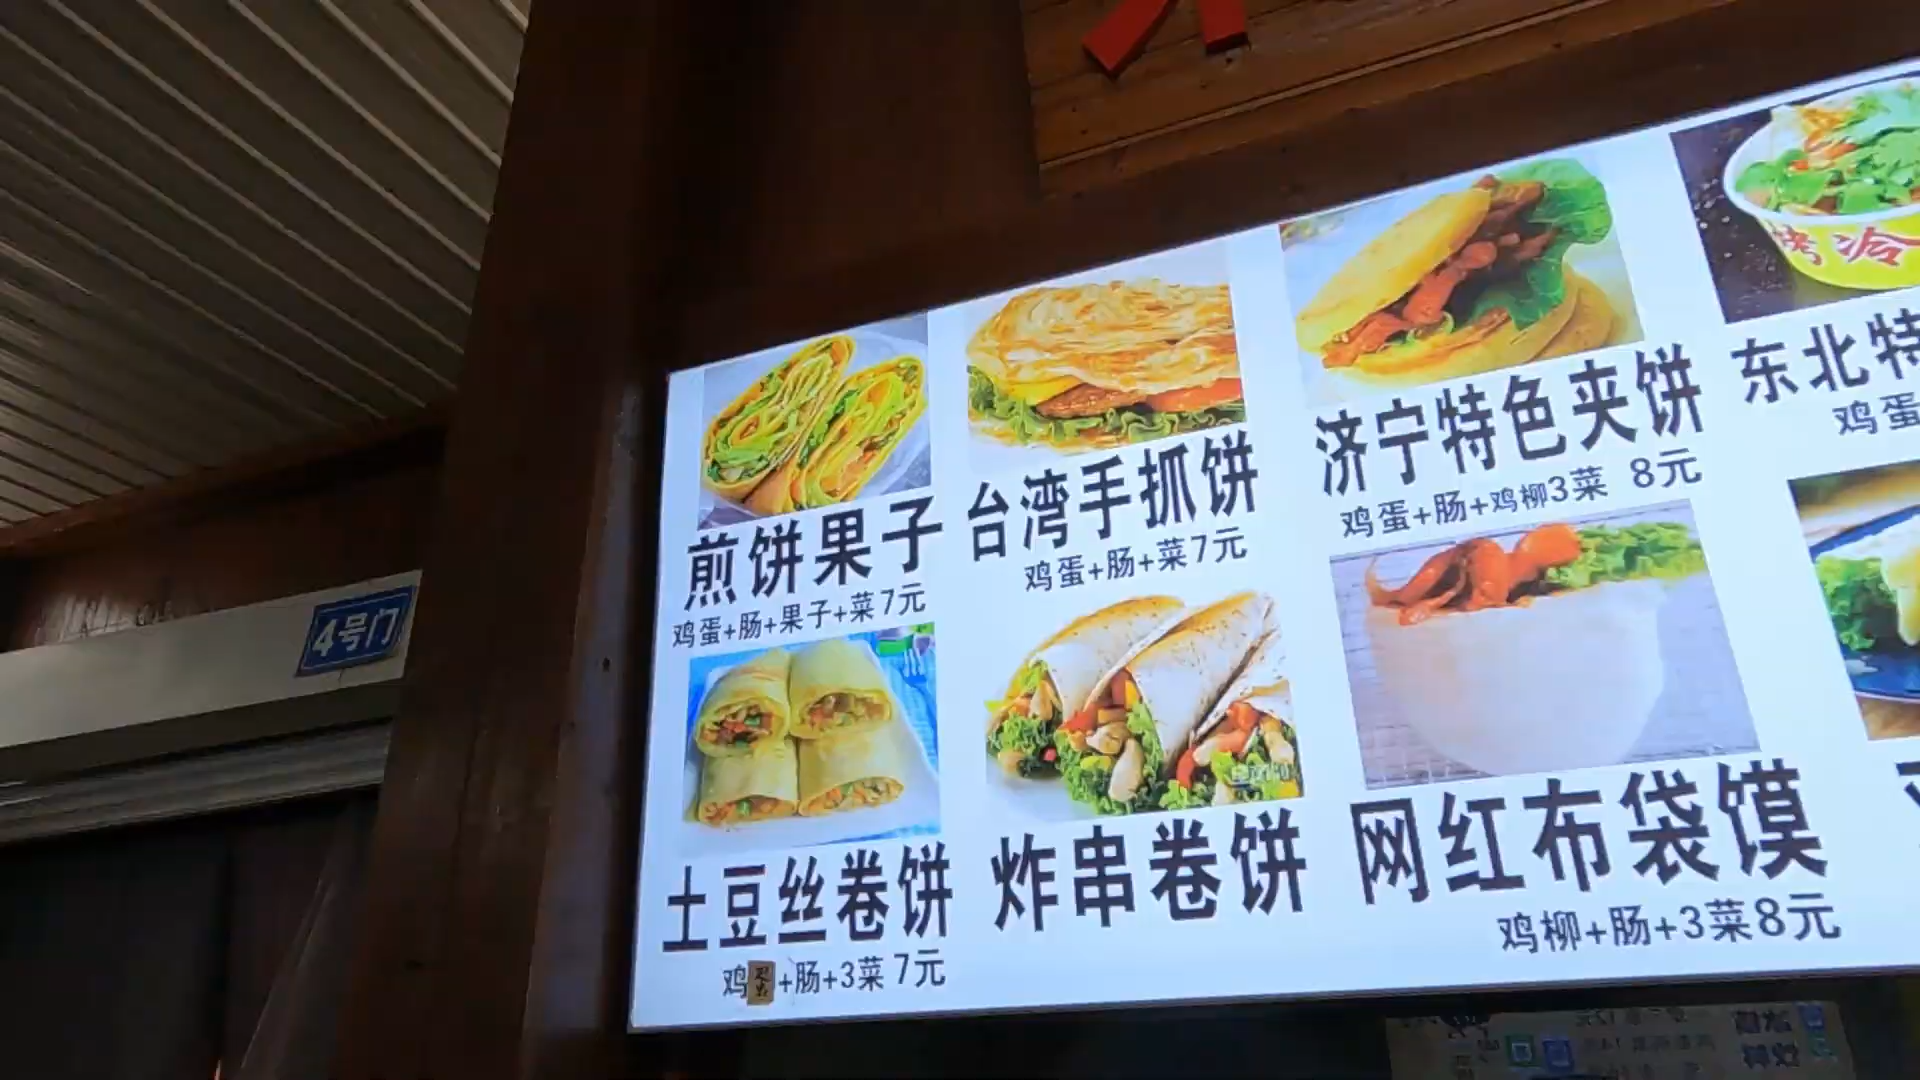 煎饼果子
鸡蛋+肠+果子+菜7元
台湾手抓饼
鸡蛋+肠+菜7元
济宁特色夹饼
鸡蛋+肠+鸡柳3菜 8元
烤冷
东北特
鸡蛋
4号门
土豆丝卷饼
鸡蛋+肠+3菜 7元
炸串卷饼
网红布袋馍
鸡柳+肠+3菜8元